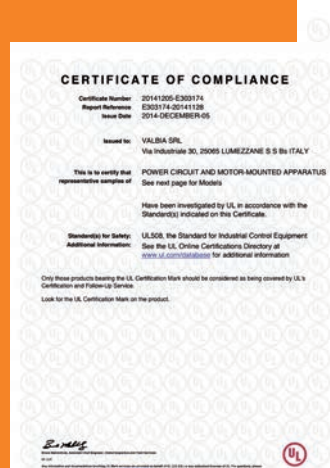 CERTIFICATE OF COMPLIANCE
Certificate Number 20141205-E303174
Report Reference E303174-20141128
Issue Date 2014-DECEMBER-05
Issued to: VALBIA SRL
Via Industriale 30, 25065 LUMEZZANE S S Bs ITALY
This is to certify that POWER CIRCUIT AND MOTOR-MOUNTED APPARATUS
representative samples of See next page for Models
Have been investigated by UL in accordance with the
Standard(s) indicated on this Certificate.
Standard(s) for Safety: UL508, the Standard for Industrial Control Equipment
Additional Information: See the UL Online Certifications Directory at
www.ul.com/database for additional information
Only those products bearing the UL Certification Mark should be considered as being covered by UL's
Certification and Follow-Up Service.
Look for the UL Certification Mark on the product.
UL